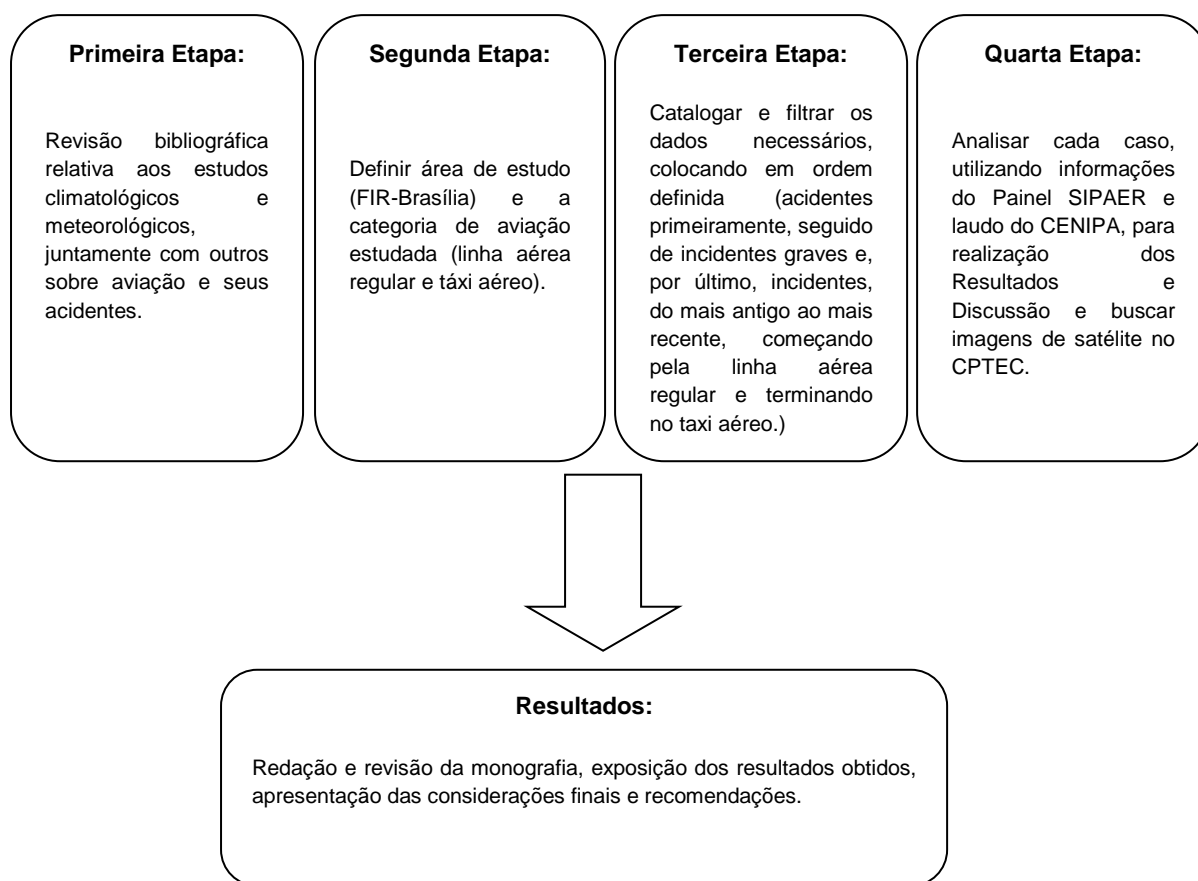 Primeira Etapa:
Revisão bibliográfica
relativa aos estudos
climatológicos e
meteorológicos,
juntamente com outros
sobre aviação e seus
acidentes.
Segunda Etapa:
Definir área de estudo
(FIR-Brasília) e a
categoria de aviação
estudada (linha aérea
regular e táxi aéreo).
Terceira Etapa:
Catalogar e filtrar os
dados necessários,
colocando em ordem
definida (acidentes
primeiramente, seguido
de incidentes graves e,
por último, incidentes,
do mais antigo ao mais
recente, começando
pela linha aérea
regular e terminando
no taxi aéreo.)
Quarta Etapa:
Analisar cada caso,
utilizando informações
do Painel SIPAER e
laudo do CENIPA, para
realização dos
Resultados e
Discussão e buscar
imagens de satélite no
CPTEC.
Resultados:
Redação e revisão da monografia, exposição dos resultados obtidos,
apresentação das considerações finais e recomendações.